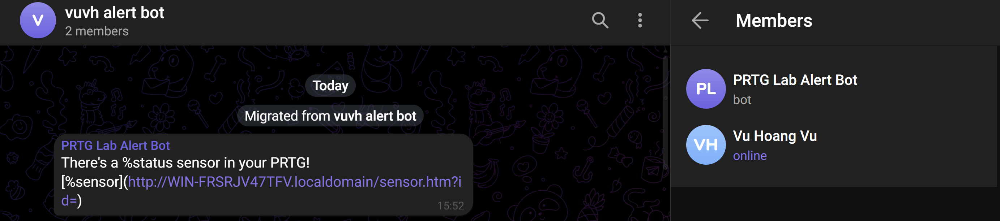 V
vuvh alert bot
2 members
Today
Migrated from vuvh alert bot
PRTG Lab Alert Bot
There's a %status sensor in your PRTG!
[%sensor](http://WIN-FRSRJV47TFV.localdomain/sensor.htm?i
d=)
15:52
Members
PL
PRTG Lab Alert Bot
bot
VH
Vu Hoang Vu
online